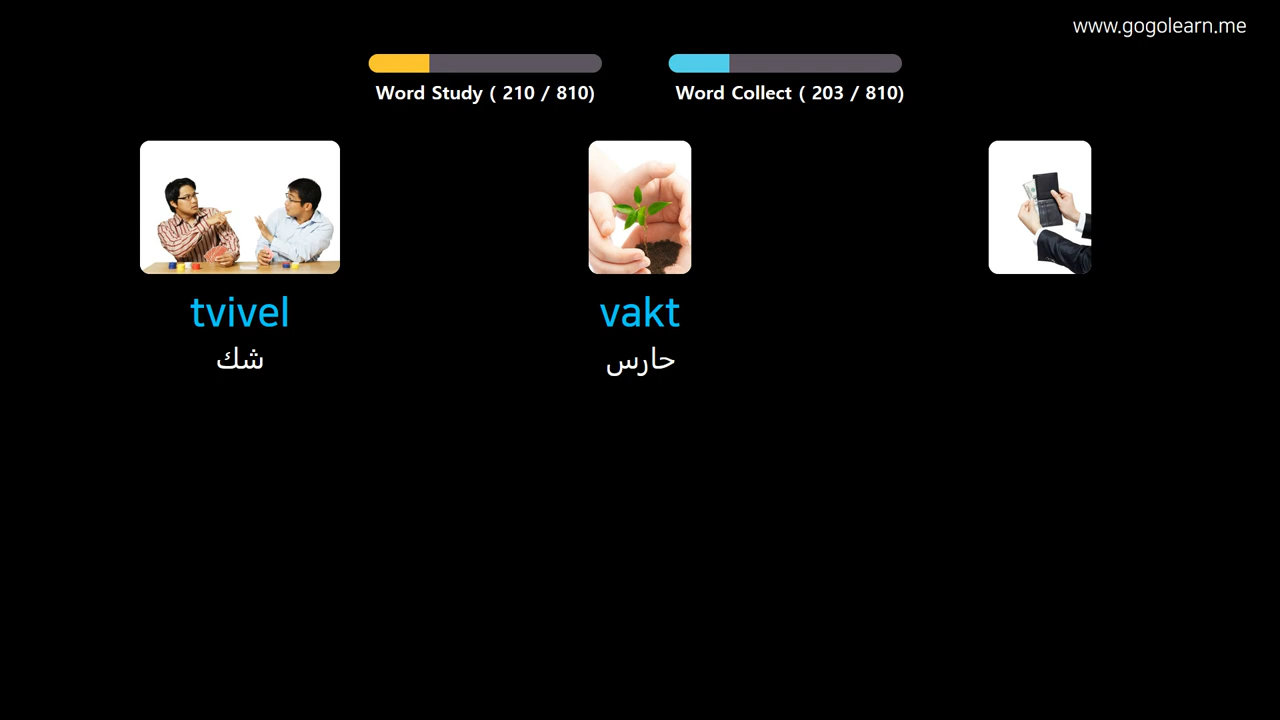 www.gogolearn.me
Word Study ( 210 / 810)
Word Collect ( 203 / 810)
tvivel
شك
vakt
حارس